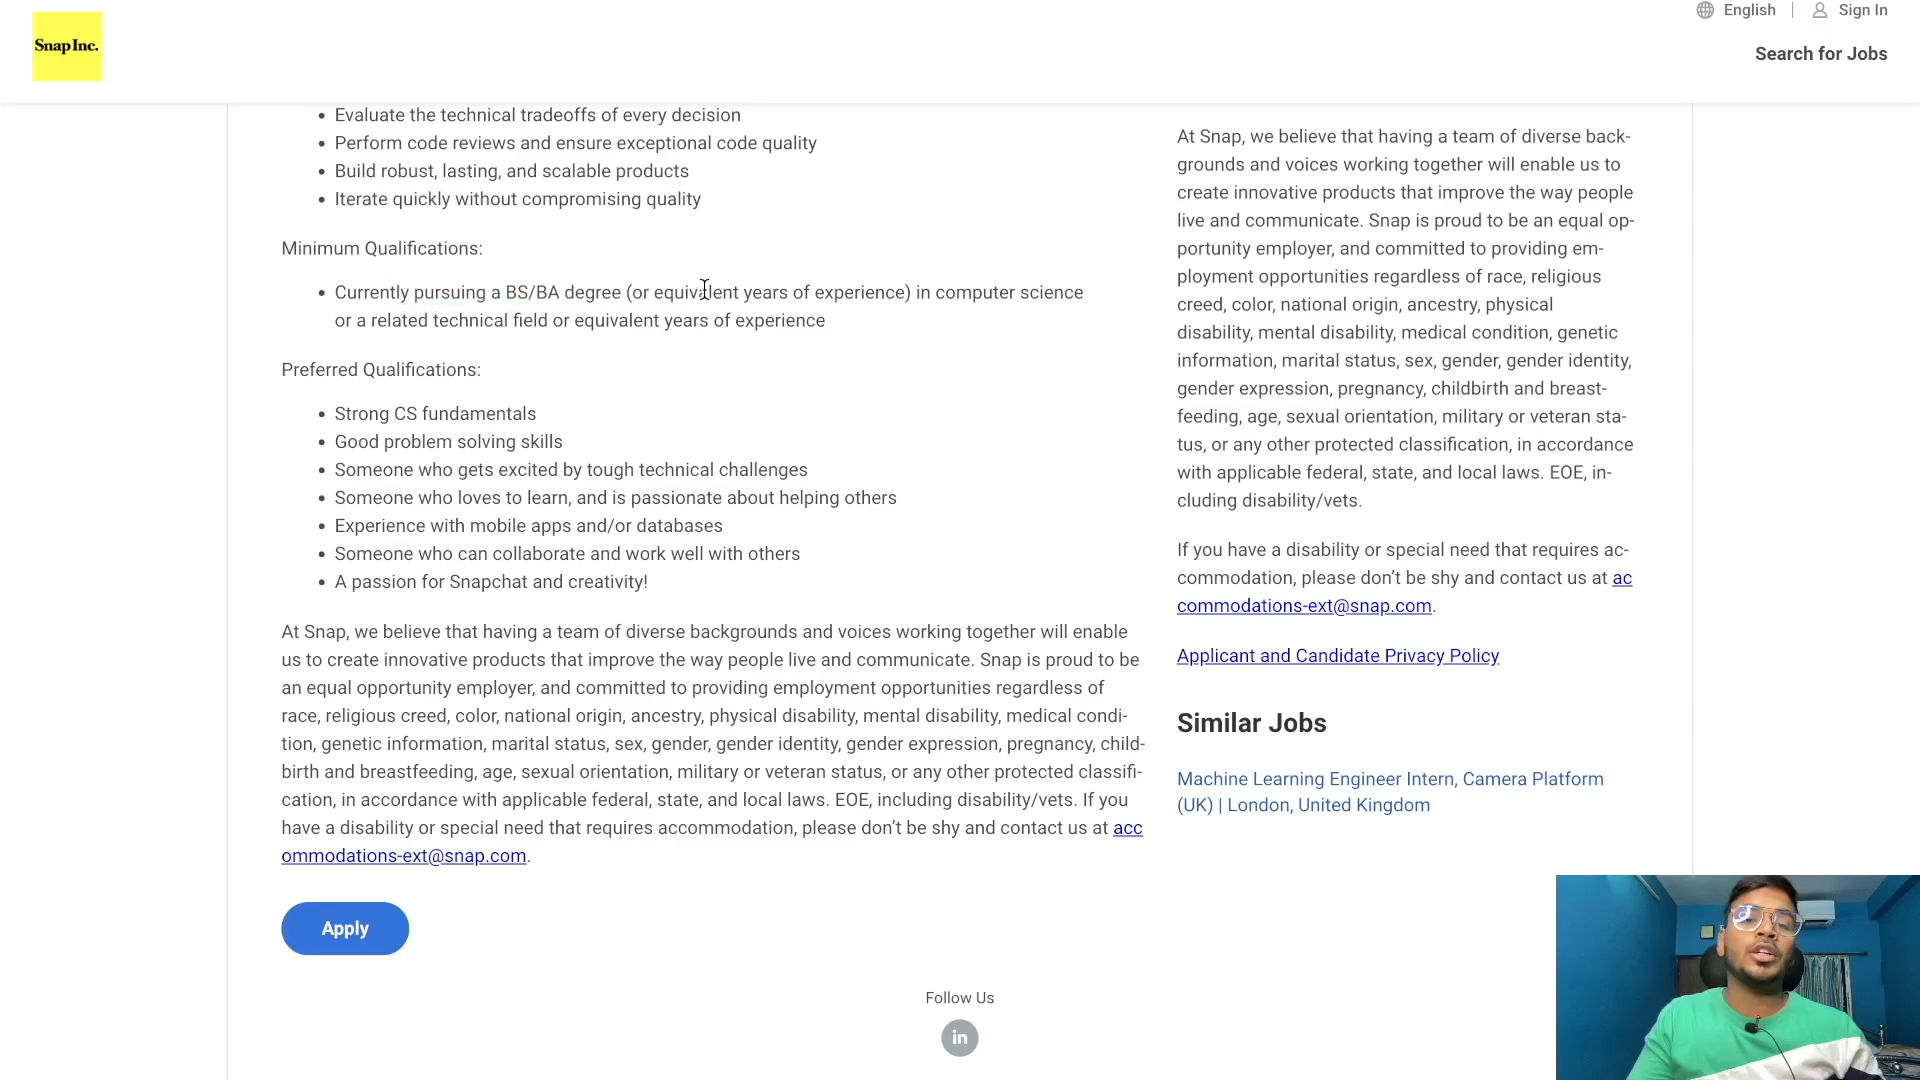 Snap Inc.
English
Sign In
Search for Jobs
• Evaluate the technical tradeoffs of every decision
• Perform code reviews and ensure exceptional code quality
• Build robust, lasting, and scalable products
• Iterate quickly without compromising quality
Minimum Qualifications:
• Currently pursuing a BS/BA degree (or equivalent years of experience) in computer science
or a related technical field or equivalent years of experience
Preferred Qualifications:
• Strong CS fundamentals
• Good problem solving skills
• Someone who gets excited by tough technical challenges
• Someone who loves to learn, and is passionate about helping others
• Experience with mobile apps and/or databases
• Someone who can collaborate and work well with others
• A passion for Snapchat and creativity!
At Snap, we believe that having a team of diverse backgrounds and voices working together will enable
us to create innovative products that improve the way people live and communicate. Snap is proud to be
an equal opportunity employer, and committed to providing employment opportunities regardless of
race, religious creed, color, national origin, ancestry, physical disability, mental disability, medical condi-
tion, genetic information, marital status, sex, gender, gender identity, gender expression, pregnancy, child-
birth and breastfeeding, age, sexual orientation, military or veteran status, or any other protected classifi-
cation, in accordance with applicable federal, state, and local laws. EOE, including disability/vets. If you
have a disability or special need that requires accommodation, please don't be shy and contact us at acc
ommodations-ext@snap.com.
Apply
At Snap, we believe that having a team of diverse back-
grounds and voices working together will enable us to
create innovative products that improve the way people
live and communicate. Snap is proud to be an equal op-
portunity employer, and committed to providing em-
ployment opportunities regardless of race, religious
creed, color, national origin, ancestry, physical
disability, mental disability, medical condition, genetic
information, marital status, sex, gender, gender identity,
gender expression, pregnancy, childbirth and breast-
feeding, age, sexual orientation, military or veteran sta-
tus, or any other protected classification, in accordance
with applicable federal, state, and local laws. EOE, in-
cluding disability/vets.
If you have a disability or special need that requires ac-
commodation, please don't be shy and contact us at ac
commodations-ext@snap.com.
Applicant and Candidate Privacy Policy
Similar Jobs
Machine Learning Engineer Intern, Camera Platform
(UK) | London, United Kingdom
Follow Us
in